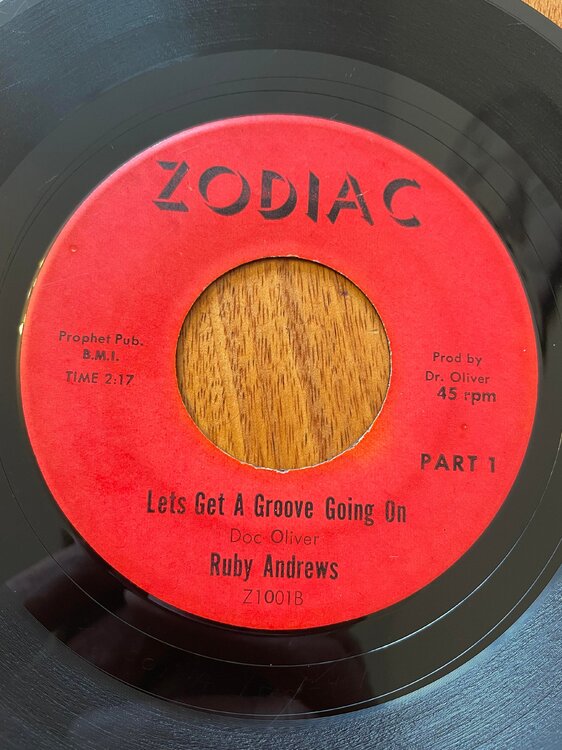 ZODIAC
Prophet Pub.
B.M.I.
TIME 2:17
Prod by
Dr. Oliver
45 rpm
PART 1
Lets Get A Groove Going On
Doc Oliver
Ruby Andrews
Z1001B